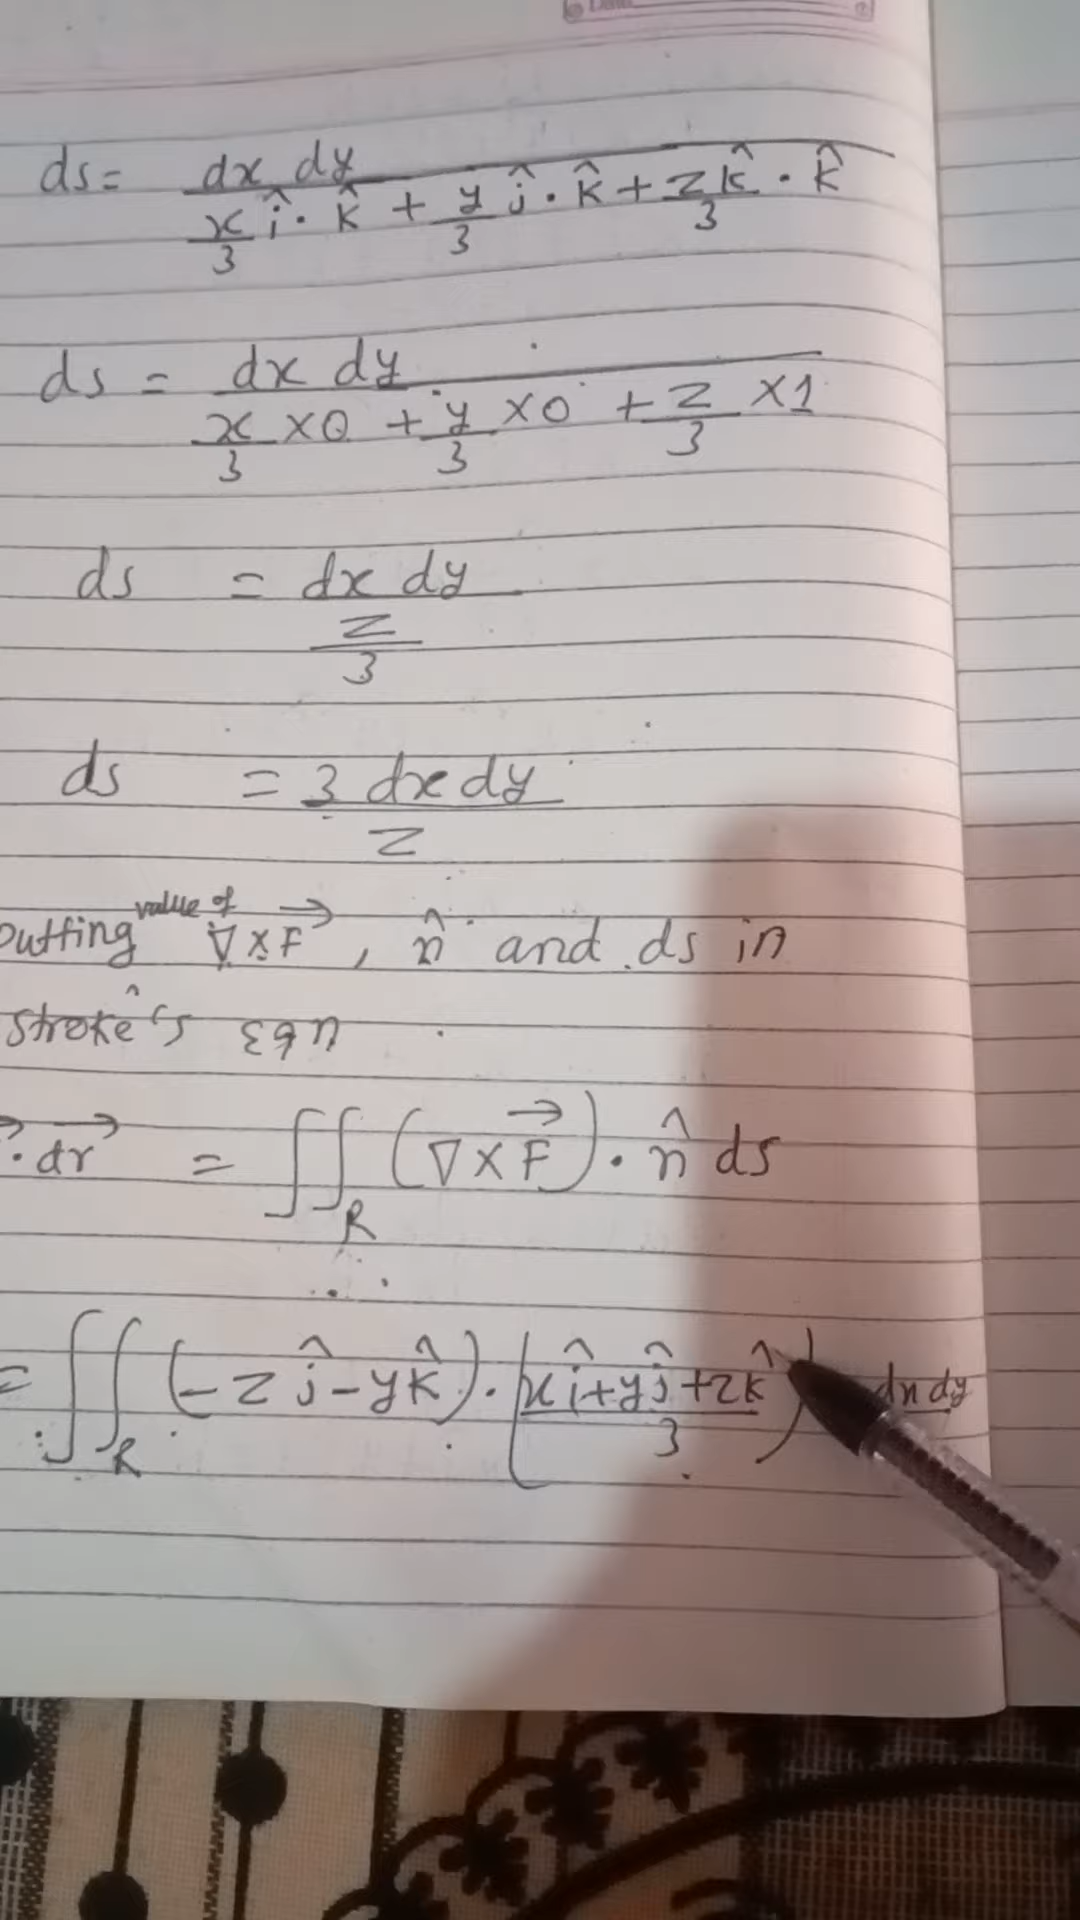 ds = dx dy / (x/3 î · k̂ + y/3 ĵ · k̂ + z/3 k̂ · k̂)
ds = dx dy / (x/3 × 0 + y/3 × 0 + z/3 × 1)
ds = dx dy / (z/3)
ds = 3 dx dy / z
putting value of ∇×F⃗, n̂ and ds in
stroke's Eqn
. dr⃗ = ∬_R (∇×F⃗) · n̂ ds
= ∬_R (-z ĵ - y k̂) · (x î + y ĵ + z k̂ / 3) dx dy